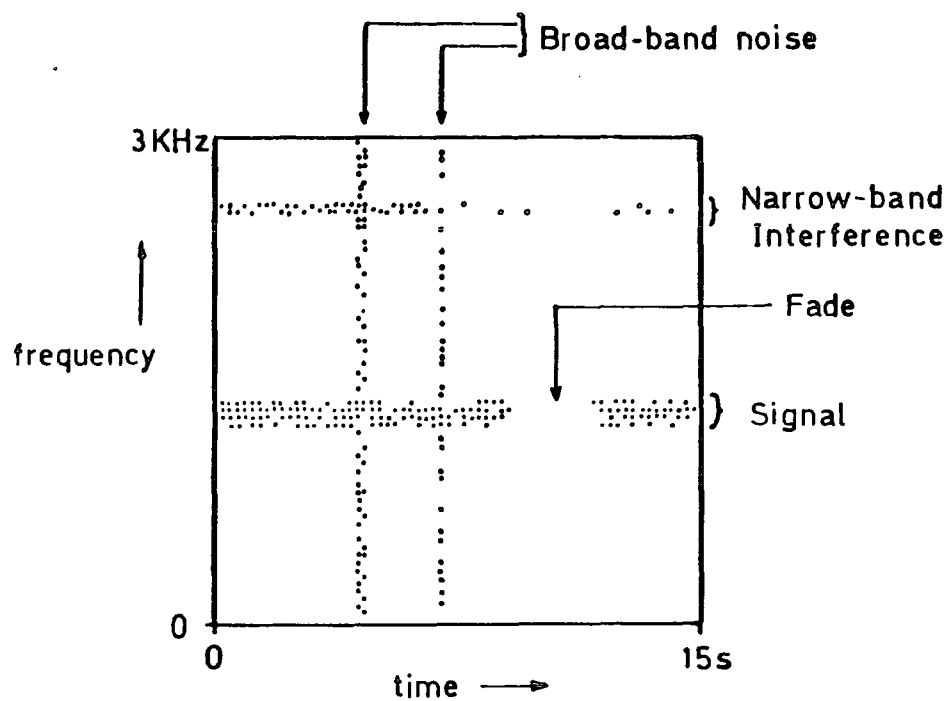 Broad-band noise
3KHz
Narrow-band
Interference
Fade
frequency
Signal
0
0
15s
time